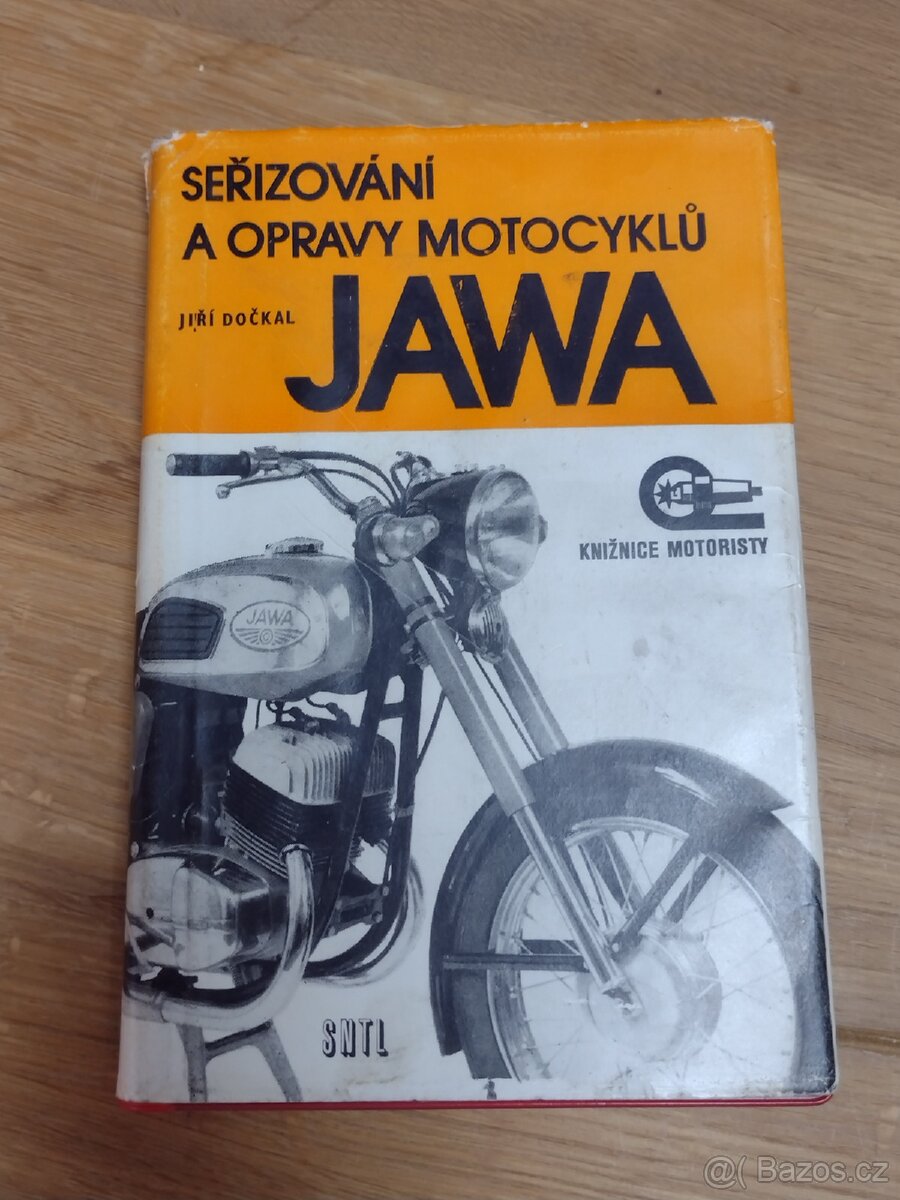 SEŘIZOVÁNÍ
A OPRAVY MOTOCYKLŮ
JIŘÍ DOČKAL
JAWA
KNIŽNICE MOTORISTY
JAWA
SNTL
@( Bazos.cz